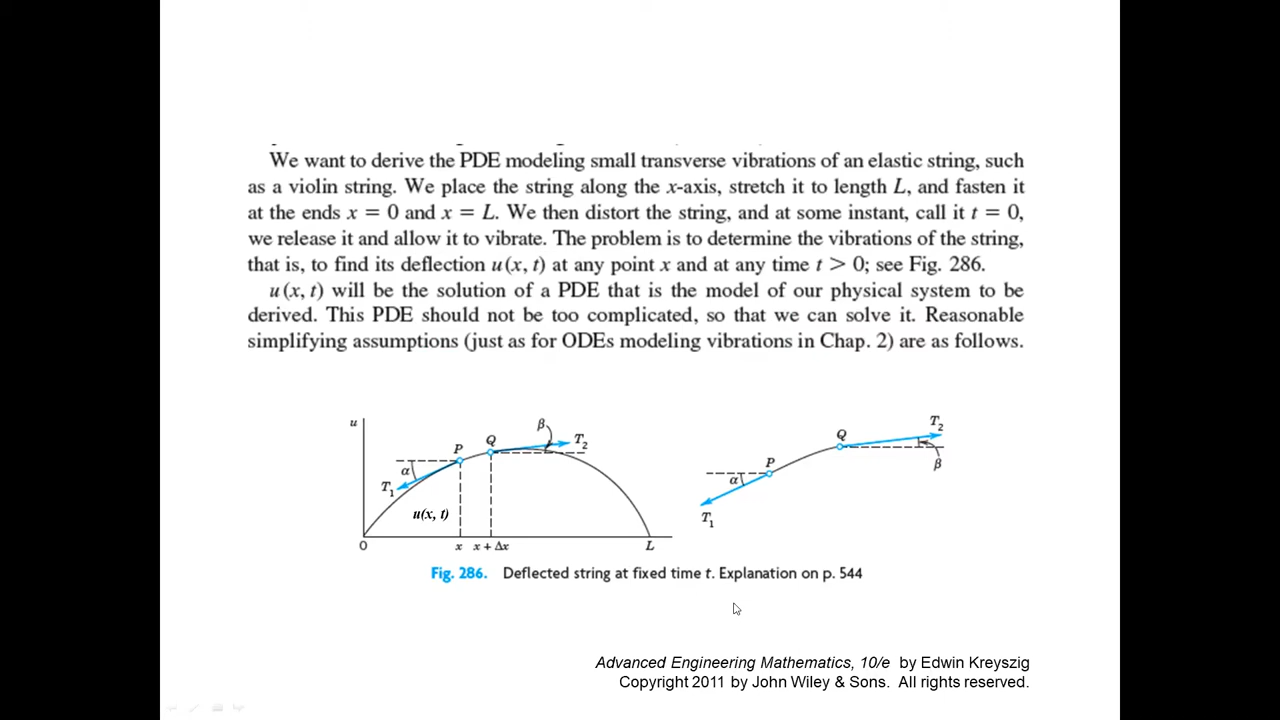 We want to derive the PDE modeling small transverse vibrations of an elastic string, such
as a violin string. We place the string along the x-axis, stretch it to length L, and fasten it
at the ends x = 0 and x = L. We then distort the string, and at some instant, call it t = 0,
we release it and allow it to vibrate. The problem is to determine the vibrations of the string,
that is, to find its deflection u(x, t) at any point x and at any time t > 0; see Fig. 286.
u(x, t) will be the solution of a PDE that is the model of our physical system to be
derived. This PDE should not be too complicated, so that we can solve it. Reasonable
simplifying assumptions (just as for ODEs modeling vibrations in Chap. 2) are as follows.
u
P
Q
β
T₂
α
T₁
u(x, t)
0
x
x + Δx
L
P
Q
T₂
α
β
T₁
Fig. 286. Deflected string at fixed time t. Explanation on p. 544
Advanced Engineering Mathematics, 10/e by Edwin Kreyszig
Copyright 2011 by John Wiley & Sons. All rights reserved.